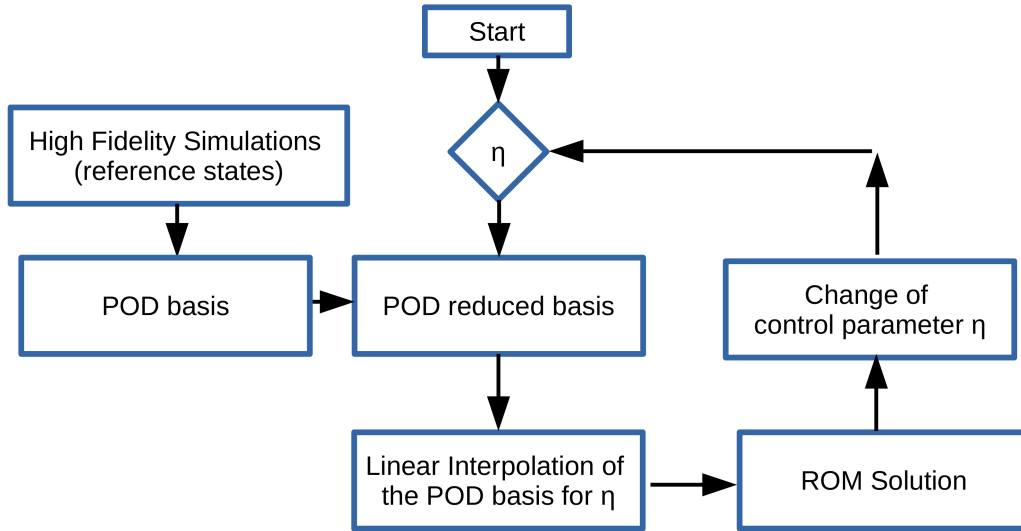 Start
High Fidelity Simulations
(reference states)
η
POD basis
POD reduced basis
Change of
control parameter η
Linear Interpolation of
the POD basis for η
ROM Solution